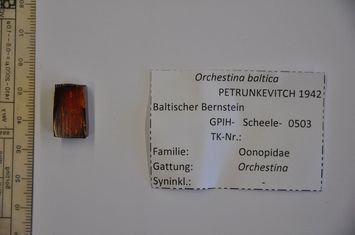 Orchestina baltica
PETRUNKEVITCH 1942
Baltischer Bernstein
GPIH- Scheele- 0503
TK-Nr.:
Familie: Oonopidae
Gattung: Orchestina
Syninkl.: -